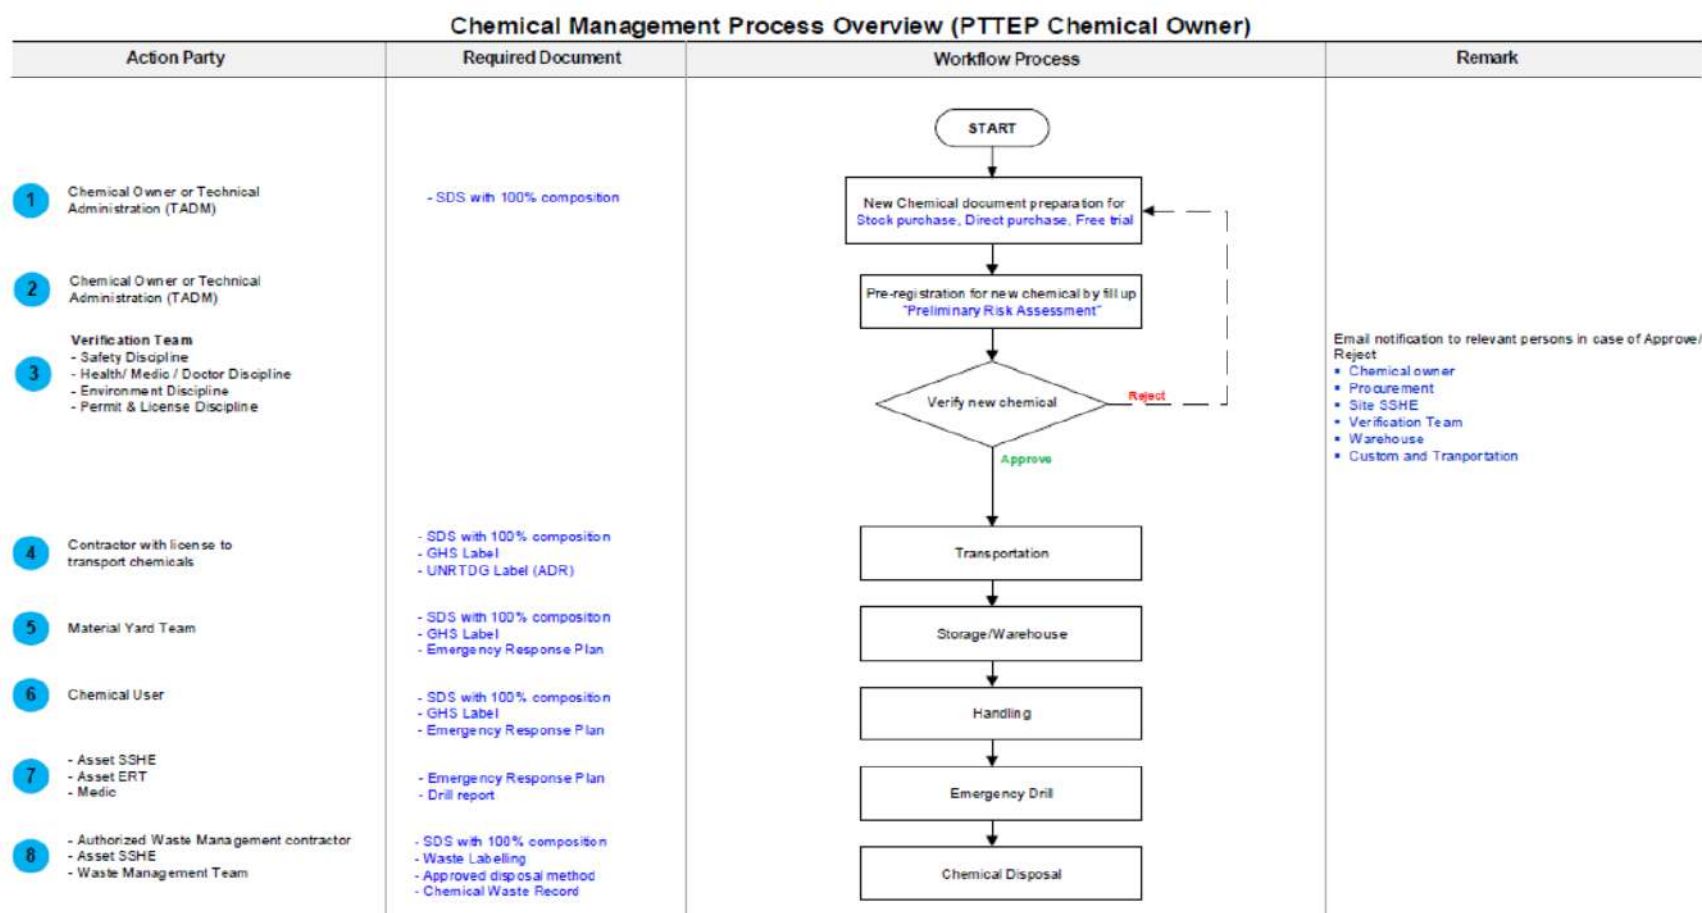 Chemical Management Process Overview (PTTEP Chemical Owner)
Action Party
Required Document
Workflow Process
Remark
START
1
Chemical Owner or Technical
Administration (TADM)
- SDS with 100% composition
New Chemical document preparation for
Stock purchase, Direct purchase, Free trial
2
Chemical Owner or Technical
Administration (TADM)
Pre-registration for new chemical by fill up
"Preliminary Risk Assessment"
3
Verification Team
- Safety Discipline
- Health/ Medic / Doctor Discipline
- Environment Discipline
- Permit & License Discipline
Verify new chemical
Reject
Approve
Email notification to relevant persons in case of Approve/
Reject
▪ Chemical owner
▪ Procurement
▪ Site SSHE
▪ Verification Team
▪ Warehouse
▪ Custom and Tranportation
4
Contractor with license to
transport chemicals
- SDS with 100% composition
- GHS Label
- UNRTDG Label (ADR)
Transportation
5
Material Yard Team
- SDS with 100% composition
- GHS Label
- Emergency Response Plan
Storage/Warehouse
6
Chemical User
- SDS with 100% composition
- GHS Label
- Emergency Response Plan
Handling
7
- Asset SSHE
- Asset ERT
- Medic
- Emergency Response Plan
- Drill report
Emergency Drill
8
- Authorized Waste Management contractor
- Asset SSHE
- Waste Management Team
- SDS with 100% composition
- Waste Labelling
- Approved disposal method
- Chemical Waste Record
Chemical Disposal